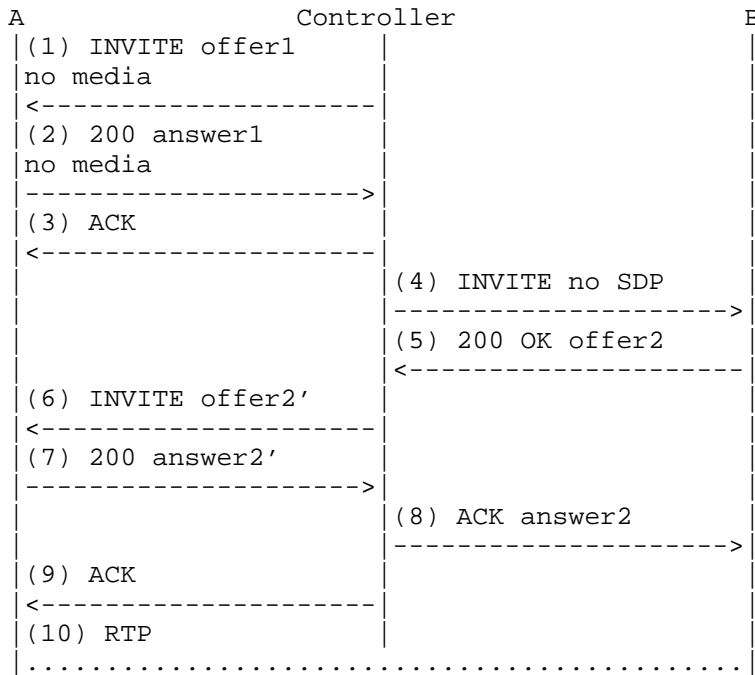 A Controller B
(1) INVITE offer1
no media
(2) 200 answer1
no media
(3) ACK
(4) INVITE no SDP
(5) 200 OK offer2
(6) INVITE offer2'
(7) 200 answer2'
(8) ACK answer2
(9) ACK
(10) RTP